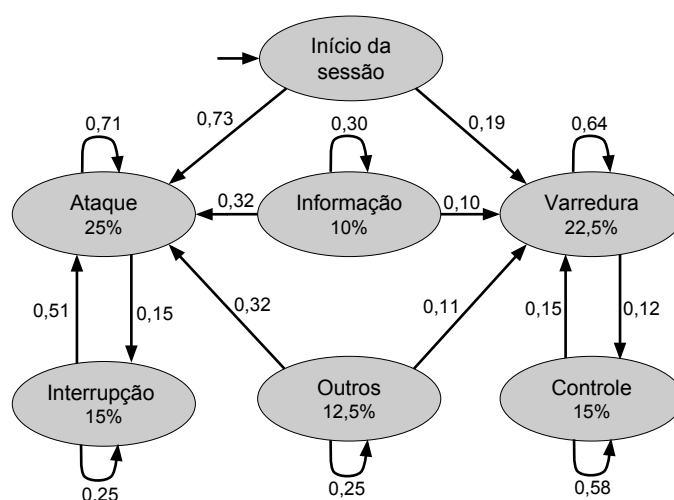 Início da
sessão
0,71
0,73
0,30
0,19
0,64
Ataque
25%
0,32
Informação
10%
0,10
Varredura
22,5%
0,51
0,15
0,32
0,11
0,15
0,12
Interrupção
15%
Outros
12,5%
Controle
15%
0,25
0,25
0,58